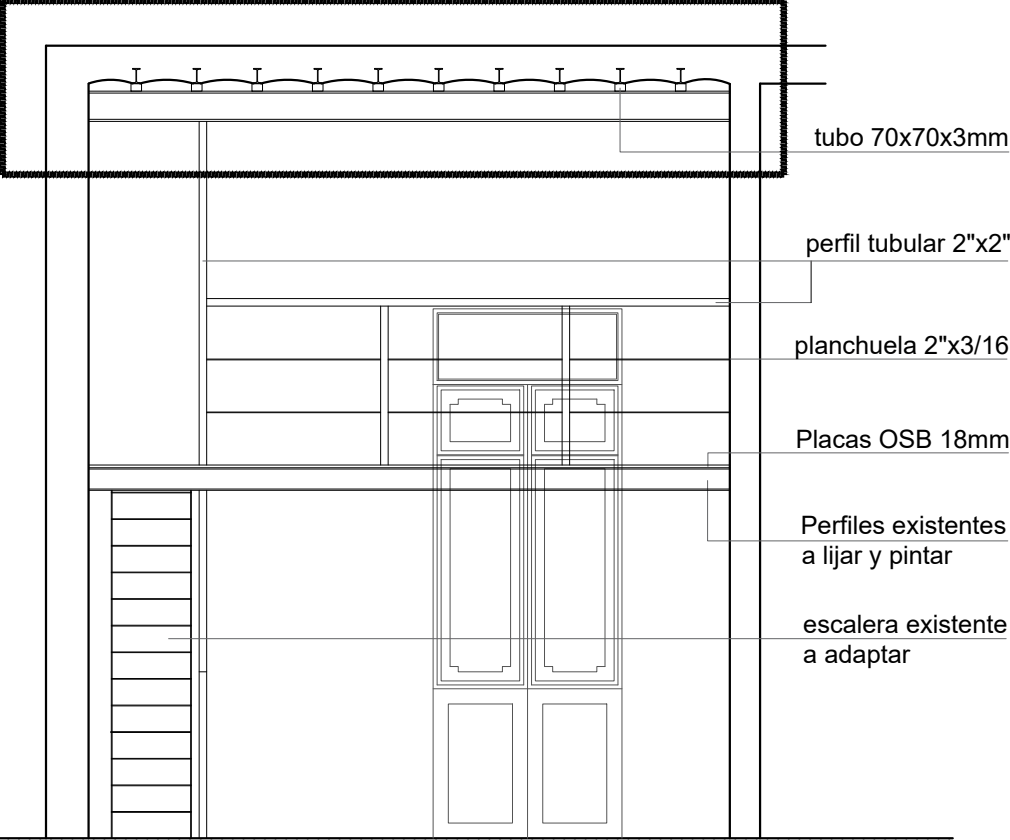 tubo 70x70x3mm
perfil tubular 2"x2"
planchuela 2"x3/16
Placas OSB 18mm
Perfiles existentes
a lijar y pintar
escalera existente
a adaptar